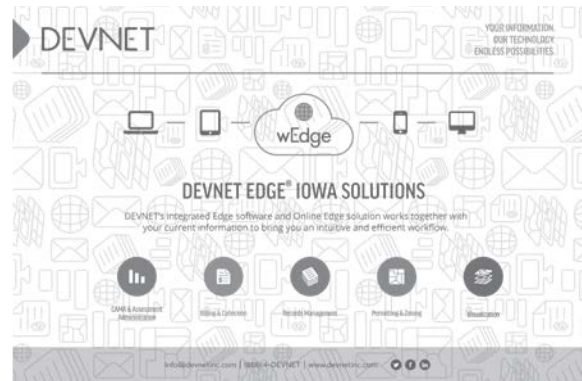 DEVNET
YOUR INFORMATION
OUR TECHNOLOGY
ENDLESS POSSIBILITIES
wEdge
DEVNET EDGE® IOWA SOLUTIONS
DEVNET's integrated Edge software and Online Edge solution works together with
your current information to bring you an intuitive and efficient workflow.
CAMA & Assessment
Administration
Billing & Collection
Records Management
Permitting & Zoning
Visualization
info@devnetinc.com | (888)-4-DEVNET | www.devnetinc.com